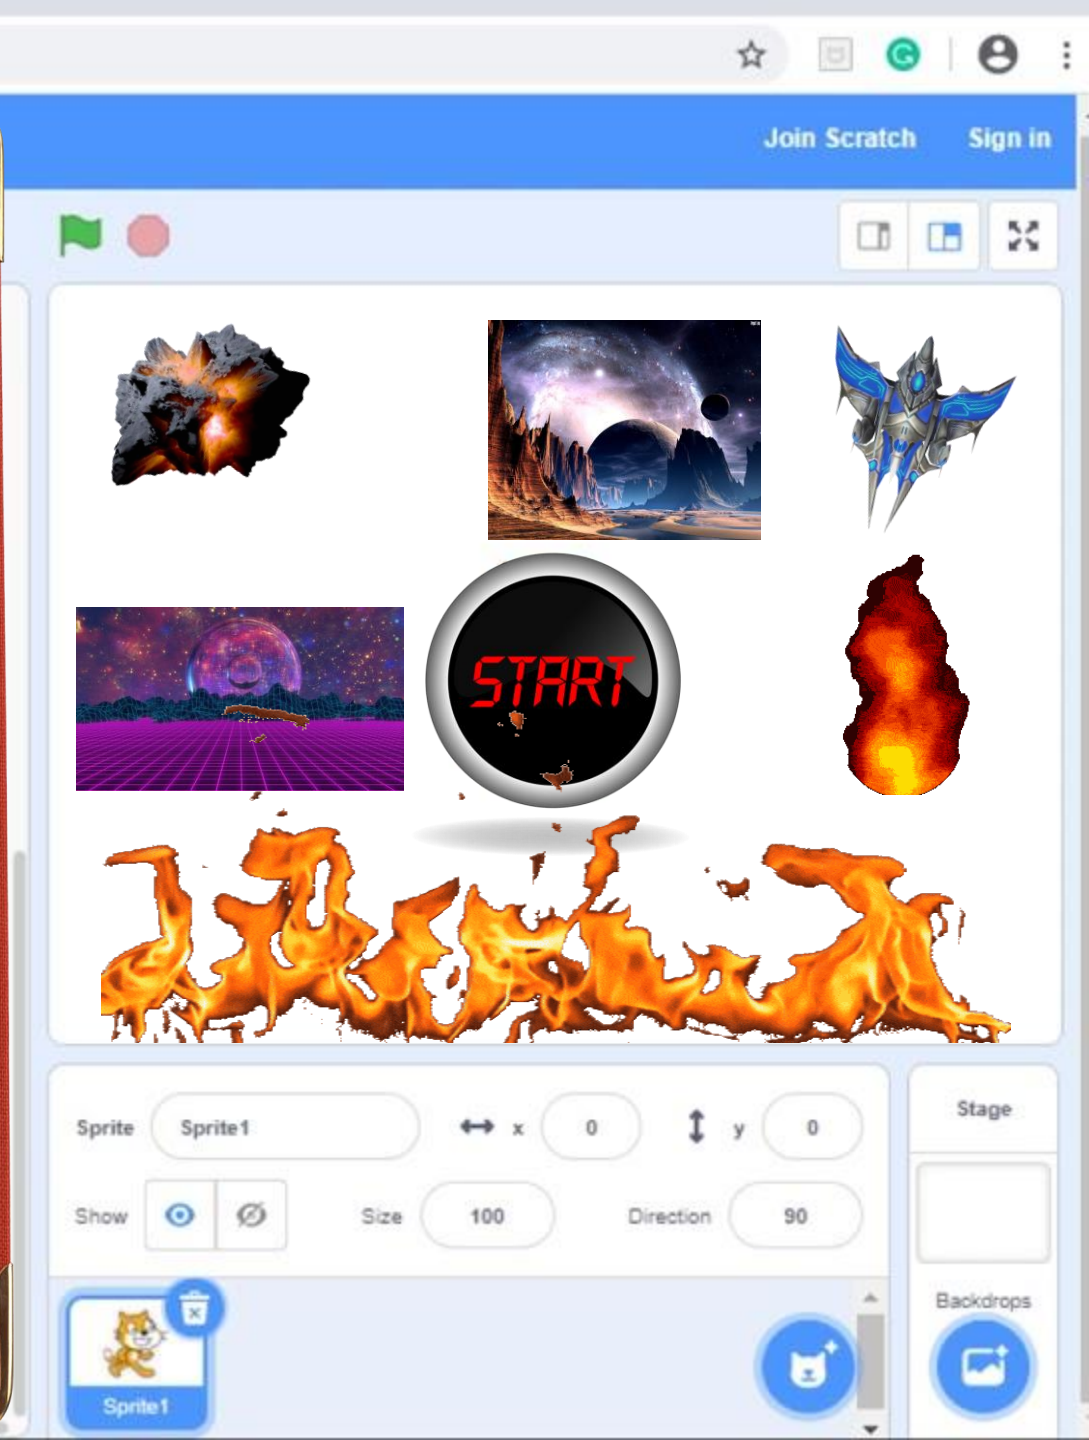 Join Scratch Sign in
START
Sprite Sprite1 x 0 y 0
Stage
Show Size 100 Direction 90
Backdrops
Sprite1